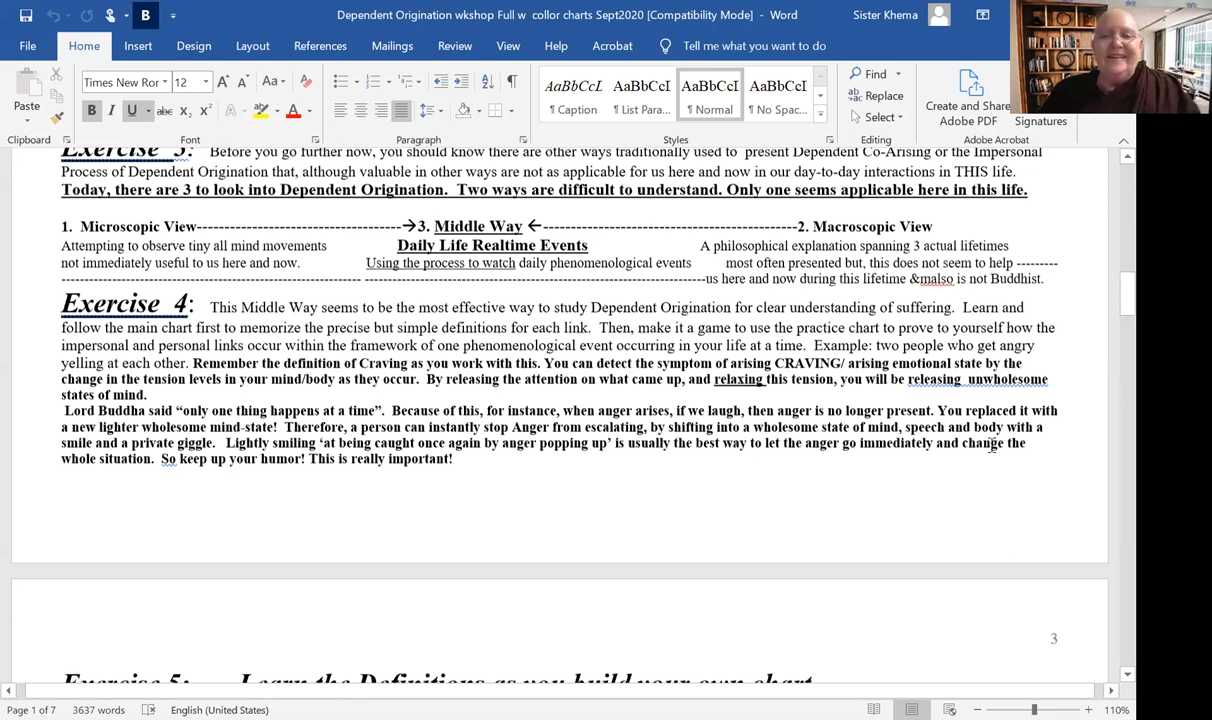 Dependent Origination wkshop Full w collor charts Sept2020 [Compatibility Mode] - Word
Sister Khema
File Home Insert Design Layout References Mailings Review View Help Acrobat Tell me what you want to do
Times New Ror 12
Paste
Clipboard
Font
Paragraph
AaBbCcI AaBbCcI AaBbCcI AaBbCcI
¶ Caption ¶ List Para... ¶ Normal ¶ No Spac...
Styles
Find
Replace
Select
Editing
Create and Share
Adobe PDF
Signatures
Adobe Acrobat
Exercise 3: Before you go further now, you should know there are other ways traditionally used to present Dependent Co-Arising or the Impersonal
Process of Dependent Origination that, although valuable in other ways are not as applicable for us here and now in our day-to-day interactions in THIS life.
Today, there are 3 to look into Dependent Origination. Two ways are difficult to understand. Only one seems applicable here in this life.
1. Microscopic View-----------------------------------→3. Middle Way ←--------------------------------------------2. Macroscopic View
Attempting to observe tiny all mind movements Daily Life Realtime Events A philosophical explanation spanning 3 actual lifetimes
not immediately useful to us here and now. Using the process to watch daily phenomenological events most often presented but, this does not seem to help ---------
------------------------------------------------------------- ---------------------------------------------------------------------us here and now during this lifetime &malso is not Buddhist.
Exercise 4: This Middle Way seems to be the most effective way to study Dependent Origination for clear understanding of suffering. Learn and
follow the main chart first to memorize the precise but simple definitions for each link. Then, make it a game to use the practice chart to prove to yourself how the
impersonal and personal links occur within the framework of one phenomenological event occurring in your life at a time. Example: two people who get angry
yelling at each other. Remember the definition of Craving as you work with this. You can detect the symptom of arising CRAVING/ arising emotional state by the
change in the tension levels in your mind/body as they occur. By releasing the attention on what came up, and relaxing this tension, you will be releasing unwholesome
states of mind.
Lord Buddha said “only one thing happens at a time”. Because of this, for instance, when anger arises, if we laugh, then anger is no longer present. You replaced it with
a new lighter wholesome mind-state! Therefore, a person can instantly stop Anger from escalating, by shifting into a wholesome state of mind, speech and body with a
smile and a private giggle. Lightly smiling ‘at being caught once again by anger popping up’ is usually the best way to let the anger go immediately and change the
whole situation. So keep up your humor! This is really important!
3
Exercise 5: Learn the Definitions as you build your own chart
Page 1 of 7 3637 words English (United States) 110%